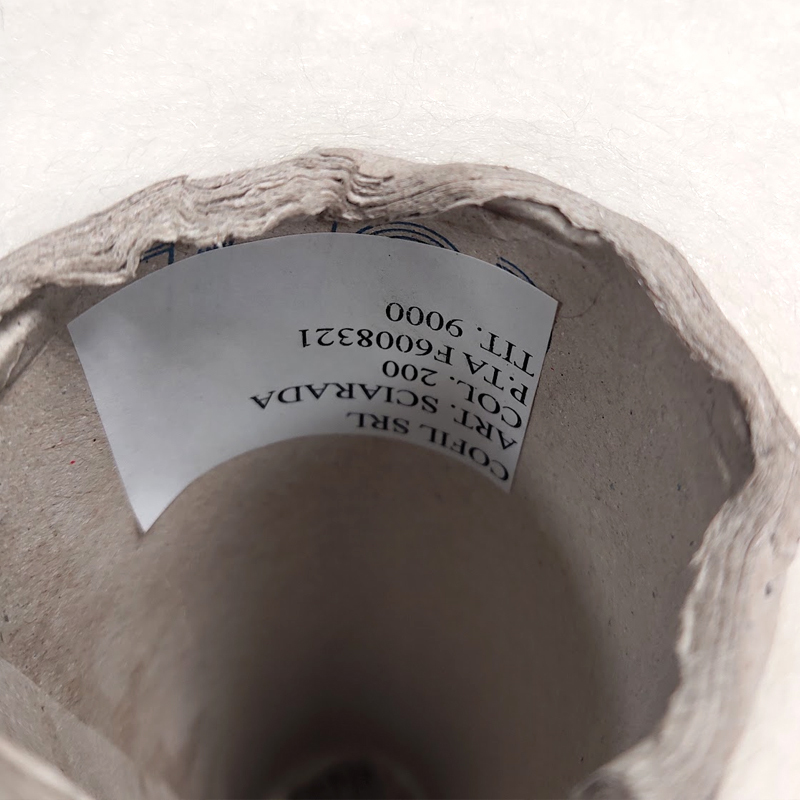 COFIL SRL
ART. SCIARADA
COL. 200
P.TA F6008321
TIT. 9000